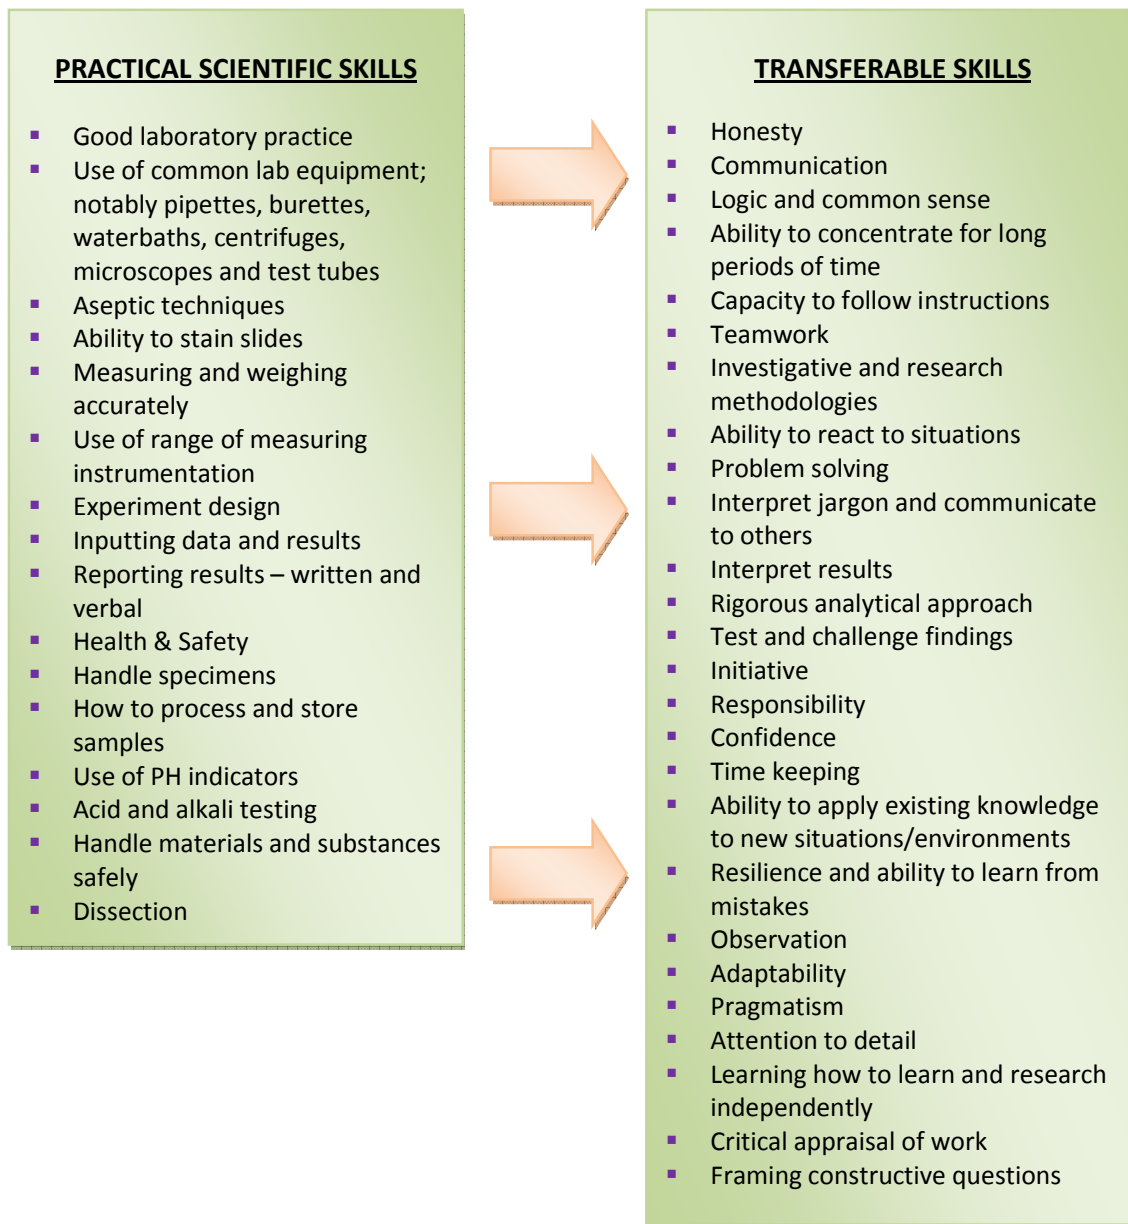 PRACTICAL SCIENTIFIC SKILLS
▪ Good laboratory practice
▪ Use of common lab equipment;
notably pipettes, burettes,
waterbaths, centrifuges,
microscopes and test tubes
▪ Aseptic techniques
▪ Ability to stain slides
▪ Measuring and weighing
accurately
▪ Use of range of measuring
instrumentation
▪ Experiment design
▪ Inputting data and results
▪ Reporting results – written and
verbal
▪ Health & Safety
▪ Handle specimens
▪ How to process and store
samples
▪ Use of PH indicators
▪ Acid and alkali testing
▪ Handle materials and substances
safely
▪ Dissection
TRANSFERABLE SKILLS
▪ Honesty
▪ Communication
▪ Logic and common sense
▪ Ability to concentrate for long
periods of time
▪ Capacity to follow instructions
▪ Teamwork
▪ Investigative and research
methodologies
▪ Ability to react to situations
▪ Problem solving
▪ Interpret jargon and communicate
to others
▪ Interpret results
▪ Rigorous analytical approach
▪ Test and challenge findings
▪ Initiative
▪ Responsibility
▪ Confidence
▪ Time keeping
▪ Ability to apply existing knowledge
to new situations/environments
▪ Resilience and ability to learn from
mistakes
▪ Observation
▪ Adaptability
▪ Pragmatism
▪ Attention to detail
▪ Learning how to learn and research
independently
▪ Critical appraisal of work
▪ Framing constructive questions